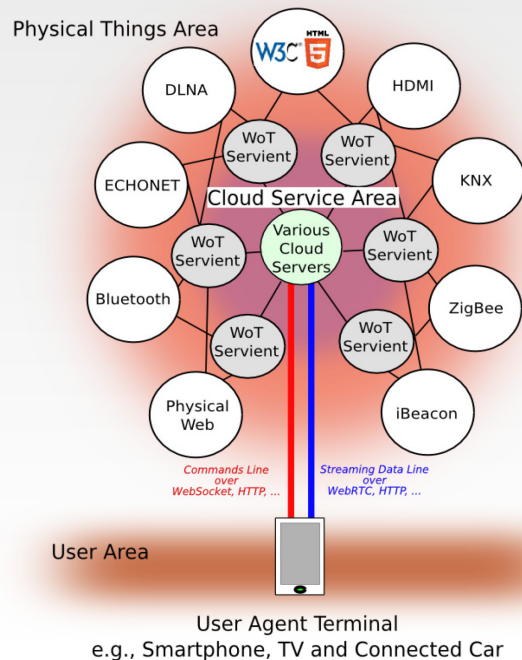 Physical Things Area
W3C®
HTML
5
DLNA
HDMI
WoT
Servient
WoT
Servient
ECHONET
KNX
Cloud Service Area
Various
Cloud
Servers
WoT
Servient
WoT
Servient
Bluetooth
ZigBee
WoT
Servient
WoT
Servient
Physical
Web
iBeacon
Commands Line
over
WebSocket, HTTP, ...
Streaming Data Line
over
WebRTC, HTTP, ...
User Area
User Agent Terminal
e.g., Smartphone, TV and Connected Car